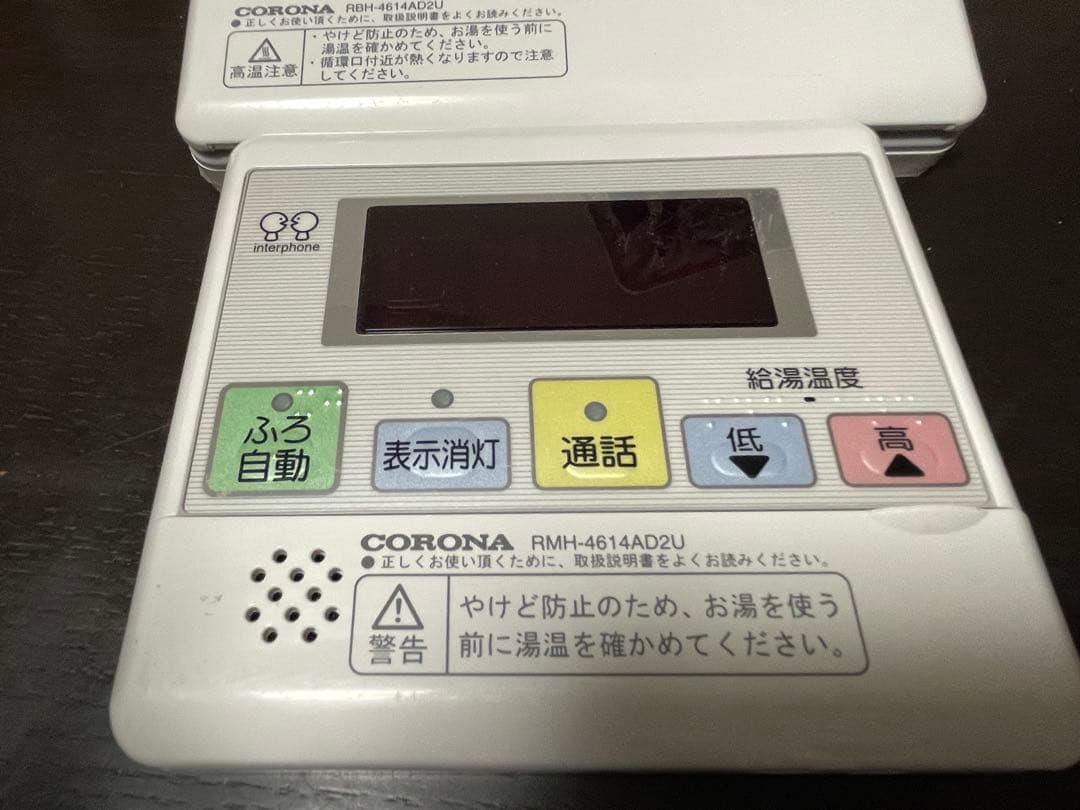 CORONA RBH-4614AD2U
●正しくお使い頂くために、取扱説明書をよくお読みください。
高温注意
・やけど防止のため、お湯を使う前に
湯温を確かめてください。
・循環口付近が熱くなりますので注意
してください。
interphone
給湯温度
ふろ
自動
表示消灯
通話
低
▼
高
▲
CORONA RMH-4614AD2U
●正しくお使い頂くために、取扱説明書をよくお読みください。
警告
やけど防止のため、お湯を使う
前に湯温を確かめてください。